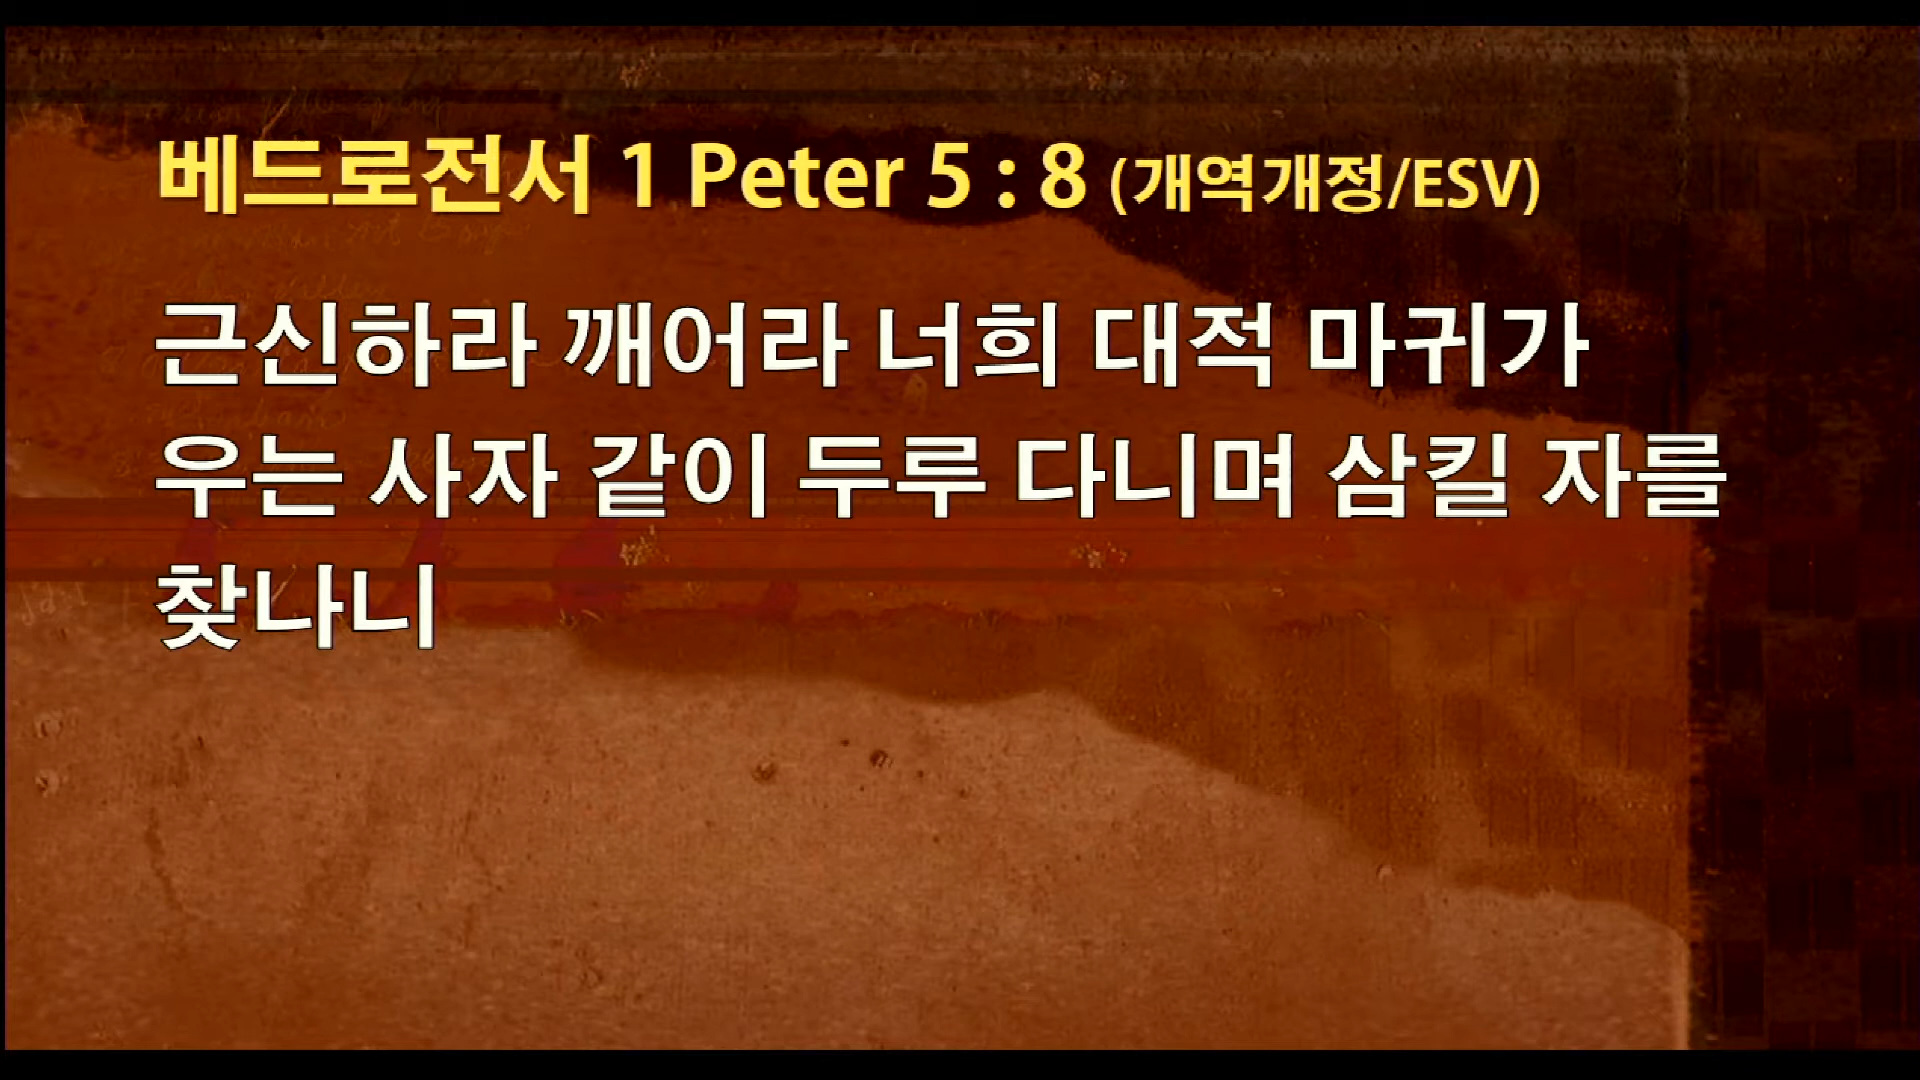 베드로전서 1 Peter 5 : 8 (개역개정/ESV)
근신하라 깨어라 너희 대적 마귀가
우는 사자 같이 두루 다니며 삼킬 자를
찾나니